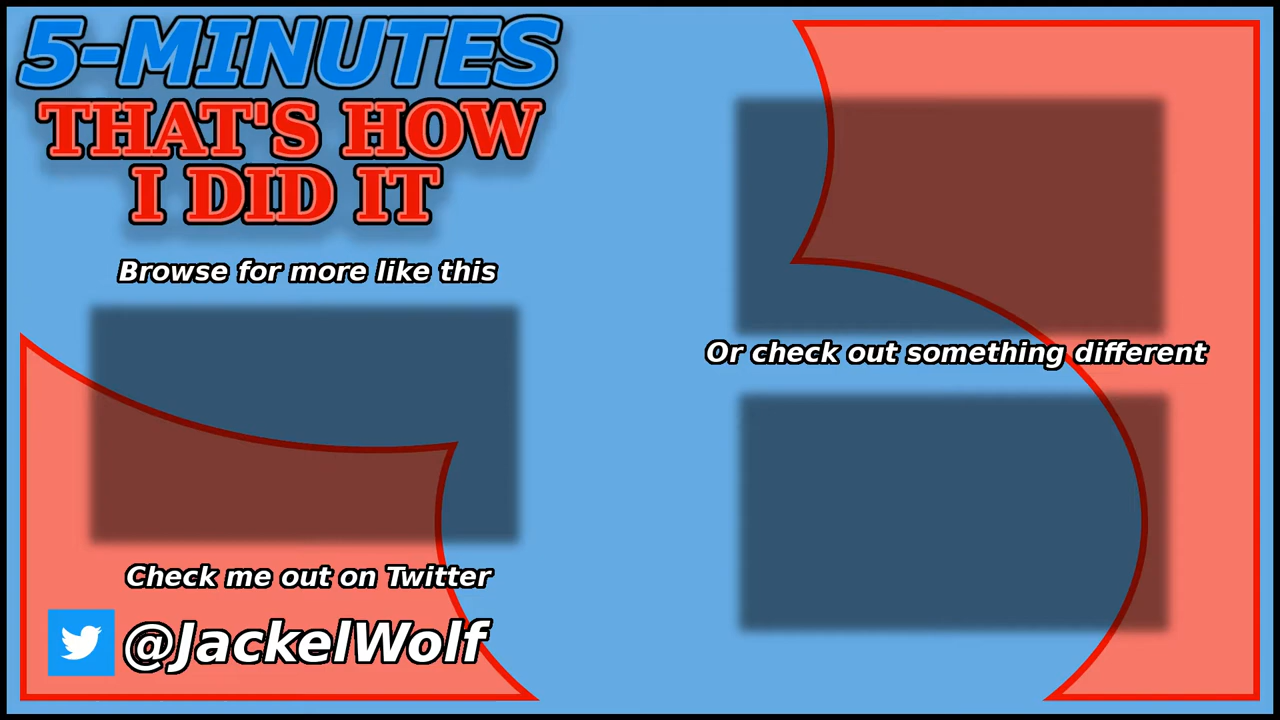 5-MINUTES
THAT'S HOW
I DID IT
Browse for more like this
Or check out something different
Check me out on Twitter
@JackelWolf